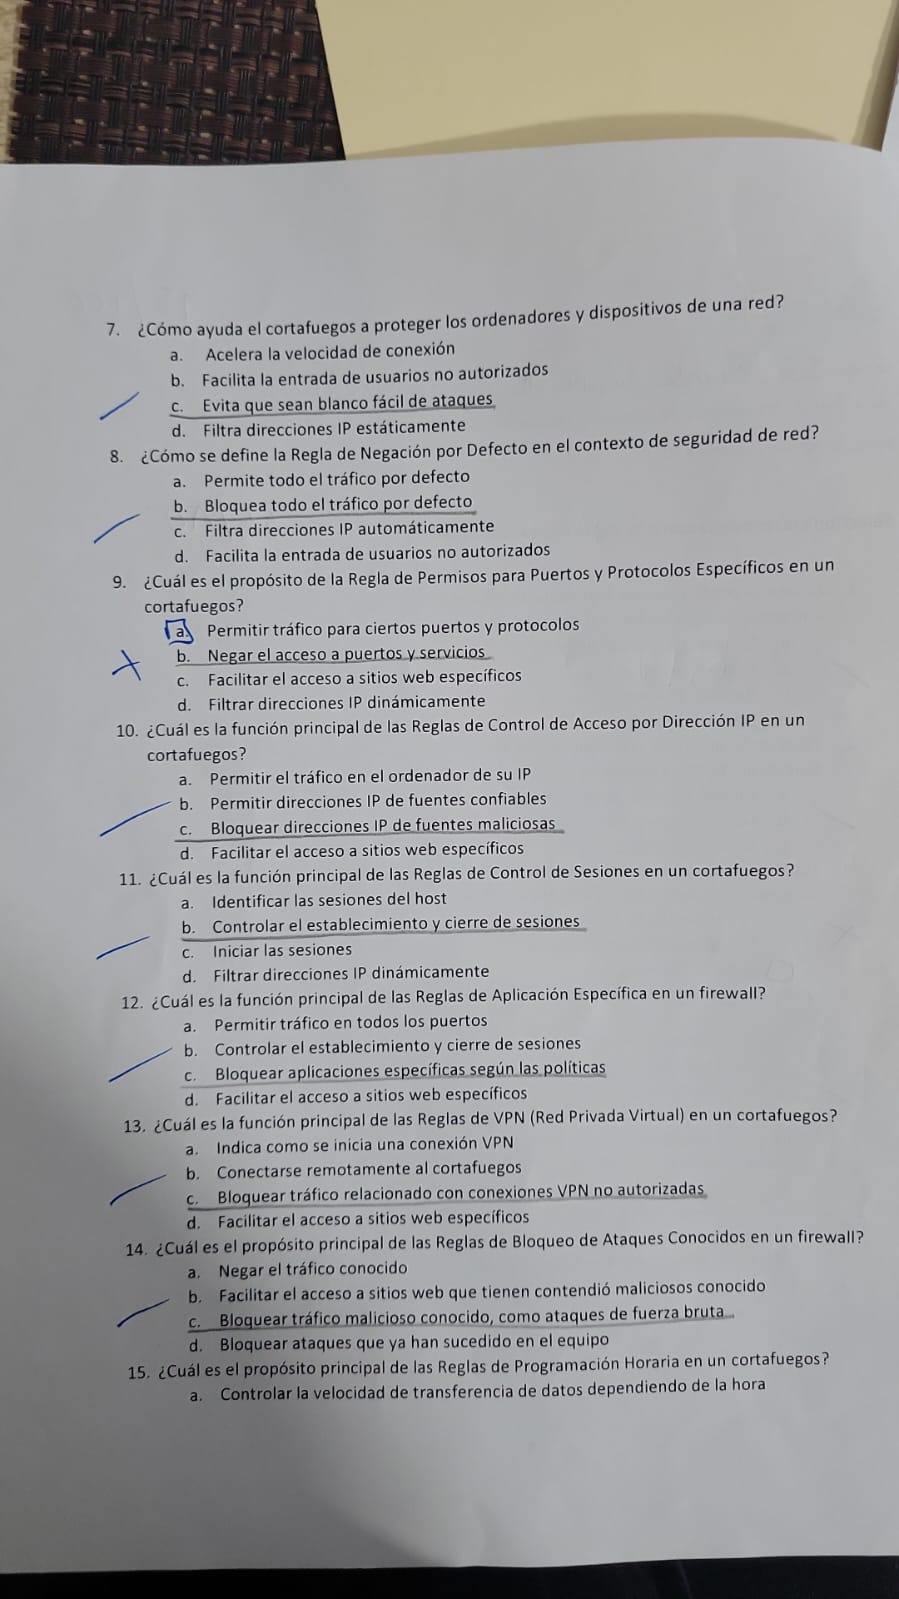 7. ¿Cómo ayuda el cortafuegos a proteger los ordenadores y dispositivos de una red?
a. Acelera la velocidad de conexión
b. Facilita la entrada de usuarios no autorizados
c. Evita que sean blanco fácil de ataques
d. Filtra direcciones IP estáticamente
8. ¿Cómo se define la Regla de Negación por Defecto en el contexto de seguridad de red?
a. Permite todo el tráfico por defecto
b. Bloquea todo el tráfico por defecto
c. Filtra direcciones IP automáticamente
d. Facilita la entrada de usuarios no autorizados
9. ¿Cuál es el propósito de la Regla de Permisos para Puertos y Protocolos Específicos en un
cortafuegos?
a. Permitir tráfico para ciertos puertos y protocolos
b. Negar el acceso a puertos y servicios
c. Facilitar el acceso a sitios web específicos
d. Filtrar direcciones IP dinámicamente
10. ¿Cuál es la función principal de las Reglas de Control de Acceso por Dirección IP en un
cortafuegos?
a. Permitir el tráfico en el ordenador de su IP
b. Permitir direcciones IP de fuentes confiables
c. Bloquear direcciones IP de fuentes maliciosas
d. Facilitar el acceso a sitios web específicos
11. ¿Cuál es la función principal de las Reglas de Control de Sesiones en un cortafuegos?
a. Identificar las sesiones del host
b. Controlar el establecimiento y cierre de sesiones
c. Iniciar las sesiones
d. Filtrar direcciones IP dinámicamente
12. ¿Cuál es la función principal de las Reglas de Aplicación Específica en un firewall?
a. Permitir tráfico en todos los puertos
b. Controlar el establecimiento y cierre de sesiones
c. Bloquear aplicaciones específicas según las políticas
d. Facilitar el acceso a sitios web específicos
13. ¿Cuál es la función principal de las Reglas de VPN (Red Privada Virtual) en un cortafuegos?
a. Indica como se inicia una conexión VPN
b. Conectarse remotamente al cortafuegos
c. Bloquear tráfico relacionado con conexiones VPN no autorizadas
d. Facilitar el acceso a sitios web específicos
14. ¿Cuál es el propósito principal de las Reglas de Bloqueo de Ataques Conocidos en un firewall?
a. Negar el tráfico conocido
b. Facilitar el acceso a sitios web que tienen contendió maliciosos conocido
c. Bloquear tráfico malicioso conocido, como ataques de fuerza bruta
d. Bloquear ataques que ya han sucedido en el equipo
15. ¿Cuál es el propósito principal de las Reglas de Programación Horaria en un cortafuegos?
a. Controlar la velocidad de transferencia de datos dependiendo de la hora